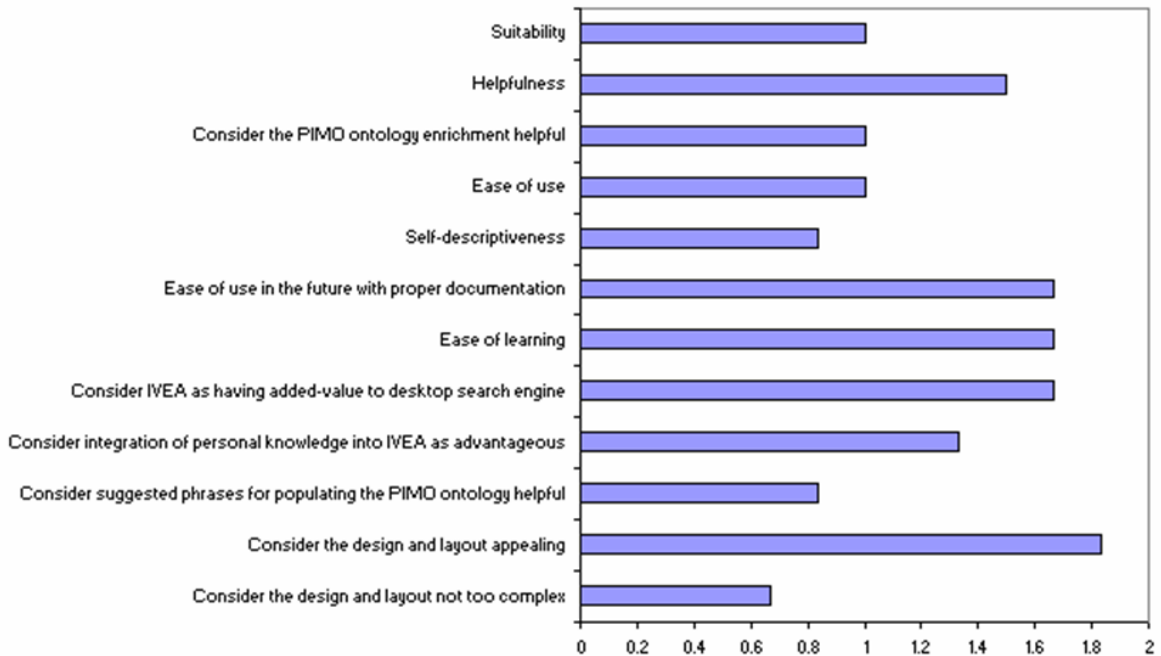 Suitability
Helpfulness
Consider the PIMO ontology enrichment helpful
Ease of use
Self-descriptiveness
Ease of use in the future with proper documentation
Ease of learning
Consider IVEA as having added-value to desktop search engine
Consider integration of personal knowledge into IVEA as advantageous
Consider suggested phrases for populating the PIMO ontology helpful
Consider the design and layout appealing
Consider the design and layout not too complex
0 0.2 0.4 0.6 0.8 1 1.2 1.4 1.6 1.8 2